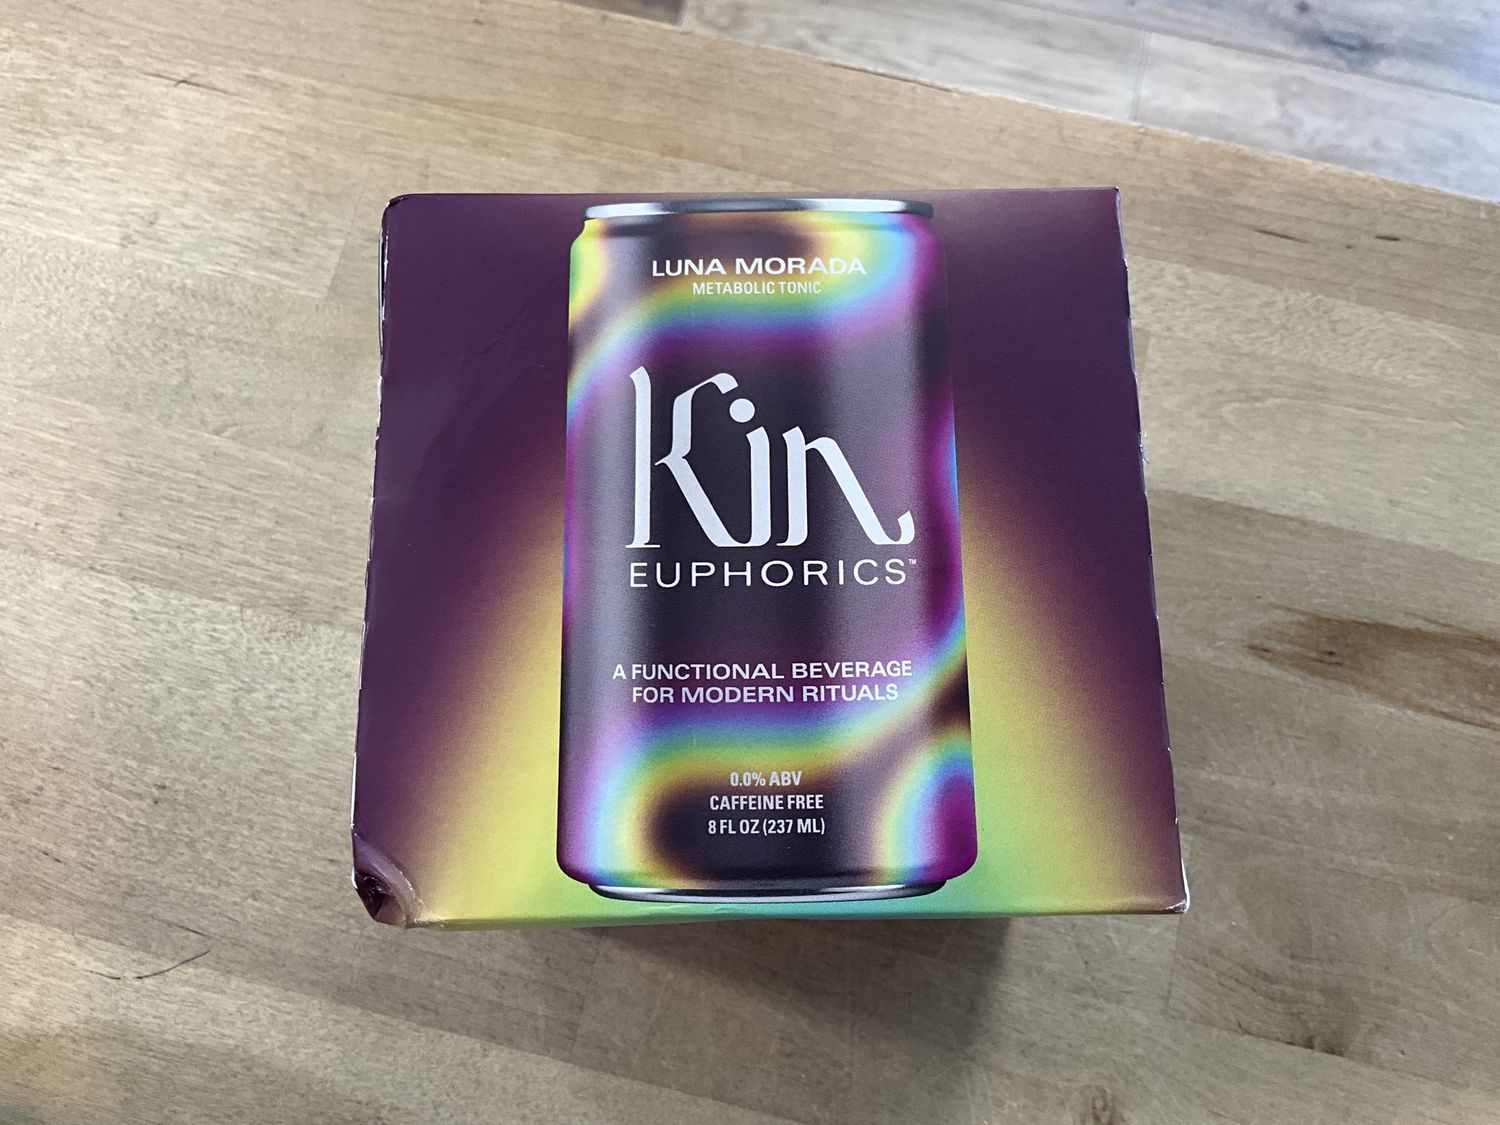 LUNA MORADA
METABOLIC TONIC
Kin
EUPHORICS™
A FUNCTIONAL BEVERAGE
FOR MODERN RITUALS
0.0% ABV
CAFFEINE FREE
8 FL OZ (237 ML)